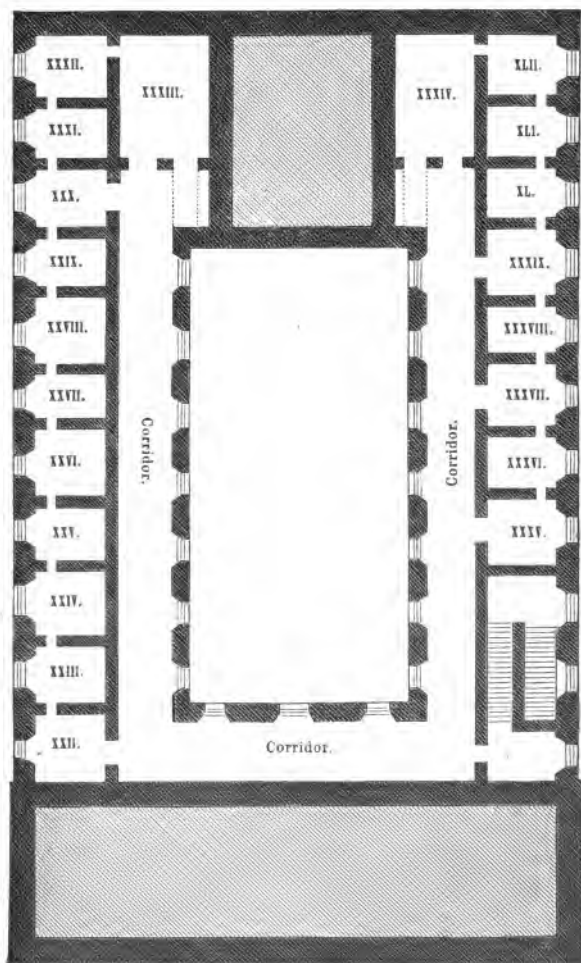 XXXII.
XXXIII.
XXXIV.
XLII.
XXXI.
XLI.
XXX.
XL.
XXIX.
XXXIX.
XXVIII.
XXXVIII.
XXVII.
XXXVII.
Corridor.
Corridor.
XXVI.
XXXVI.
XXV.
XXXV.
XXIV.
XXIII.
XXII.
Corridor.